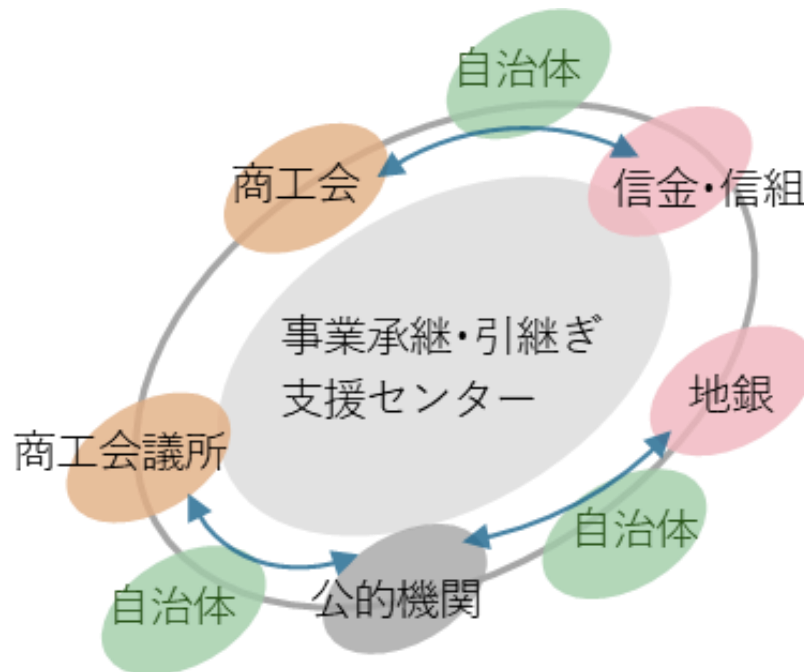 自治体
商工会
信金・信組
事業承継・引継ぎ
支援センター
地銀
商工会議所
自治体
公的機関
自治体